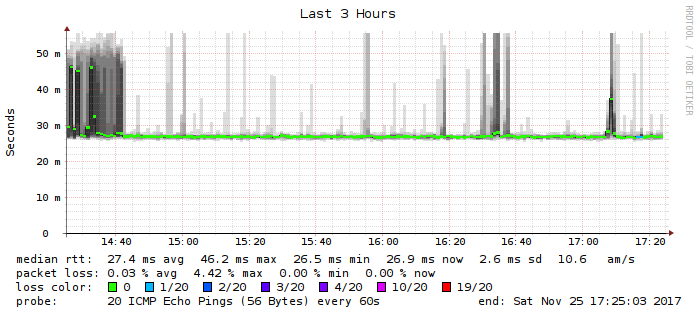 Last 3 Hours
RRDTOOL / TOBI OETIKER
Seconds
50 m
40 m
30 m
20 m
10 m
0
14:40 15:00 15:20 15:40 16:00 16:20 16:40 17:00 17:20
median rtt: 27.4 ms avg 46.2 ms max 26.5 ms min 26.9 ms now 2.6 ms sd 10.6 am/s
packet loss: 0.03 % avg 4.42 % max 0.00 % min 0.00 % now
loss color: 0 1/20 2/20 3/20 4/20 10/20 19/20
probe: 20 ICMP Echo Pings (56 Bytes) every 60s end: Sat Nov 25 17:25:03 2017